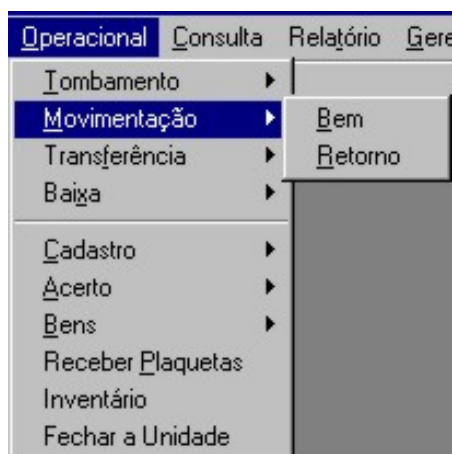 Operacional Consulta Relatório Gere
Tombamento
Movimentação
Bem
Transferência
Retorno
Baixa
Cadastro
Acerto
Bens
Receber Plaquetas
Inventário
Fechar a Unidade